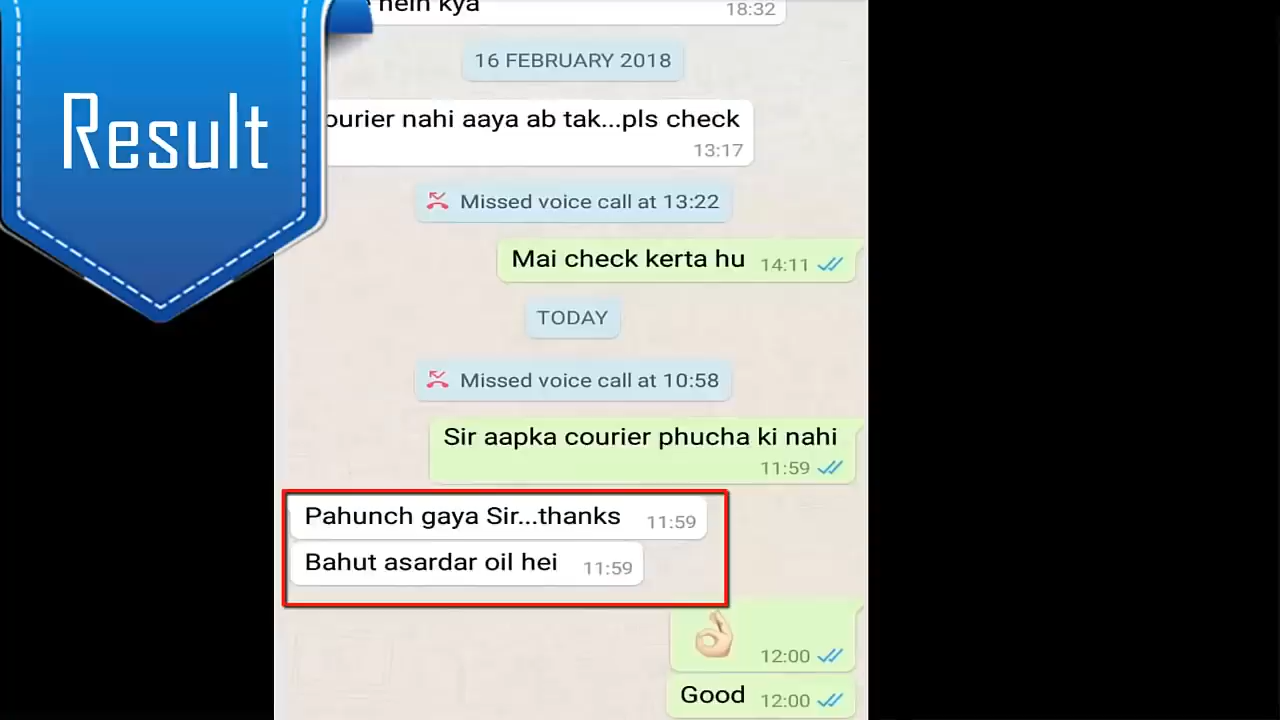 hein kya
18:32
Result
16 FEBRUARY 2018
ourier nahi aaya ab tak...pls check
13:17
Missed voice call at 13:22
Mai check kerta hu 14:11
TODAY
Missed voice call at 10:58
Sir aapka courier phucha ki nahi
11:59
Pahunch gaya Sir...thanks 11:59
Bahut asardar oil hei 11:59
12:00
Good 12:00